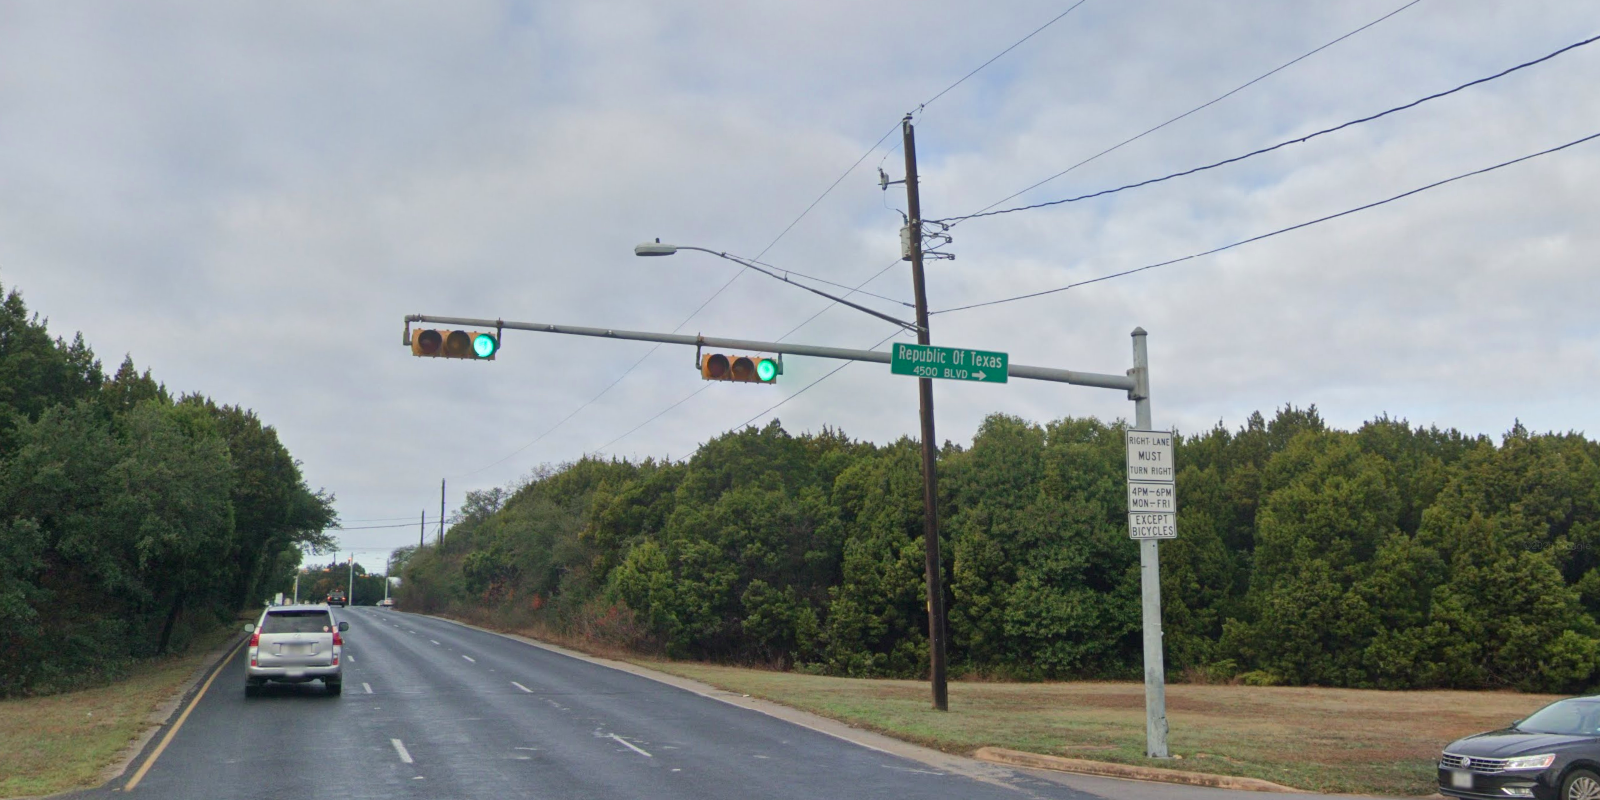 Republic Of Texas
4500 BLVD →
RIGHT LANE
MUST
TURN RIGHT
4PM-6PM
MON-FRI
EXCEPT
BICYCLES